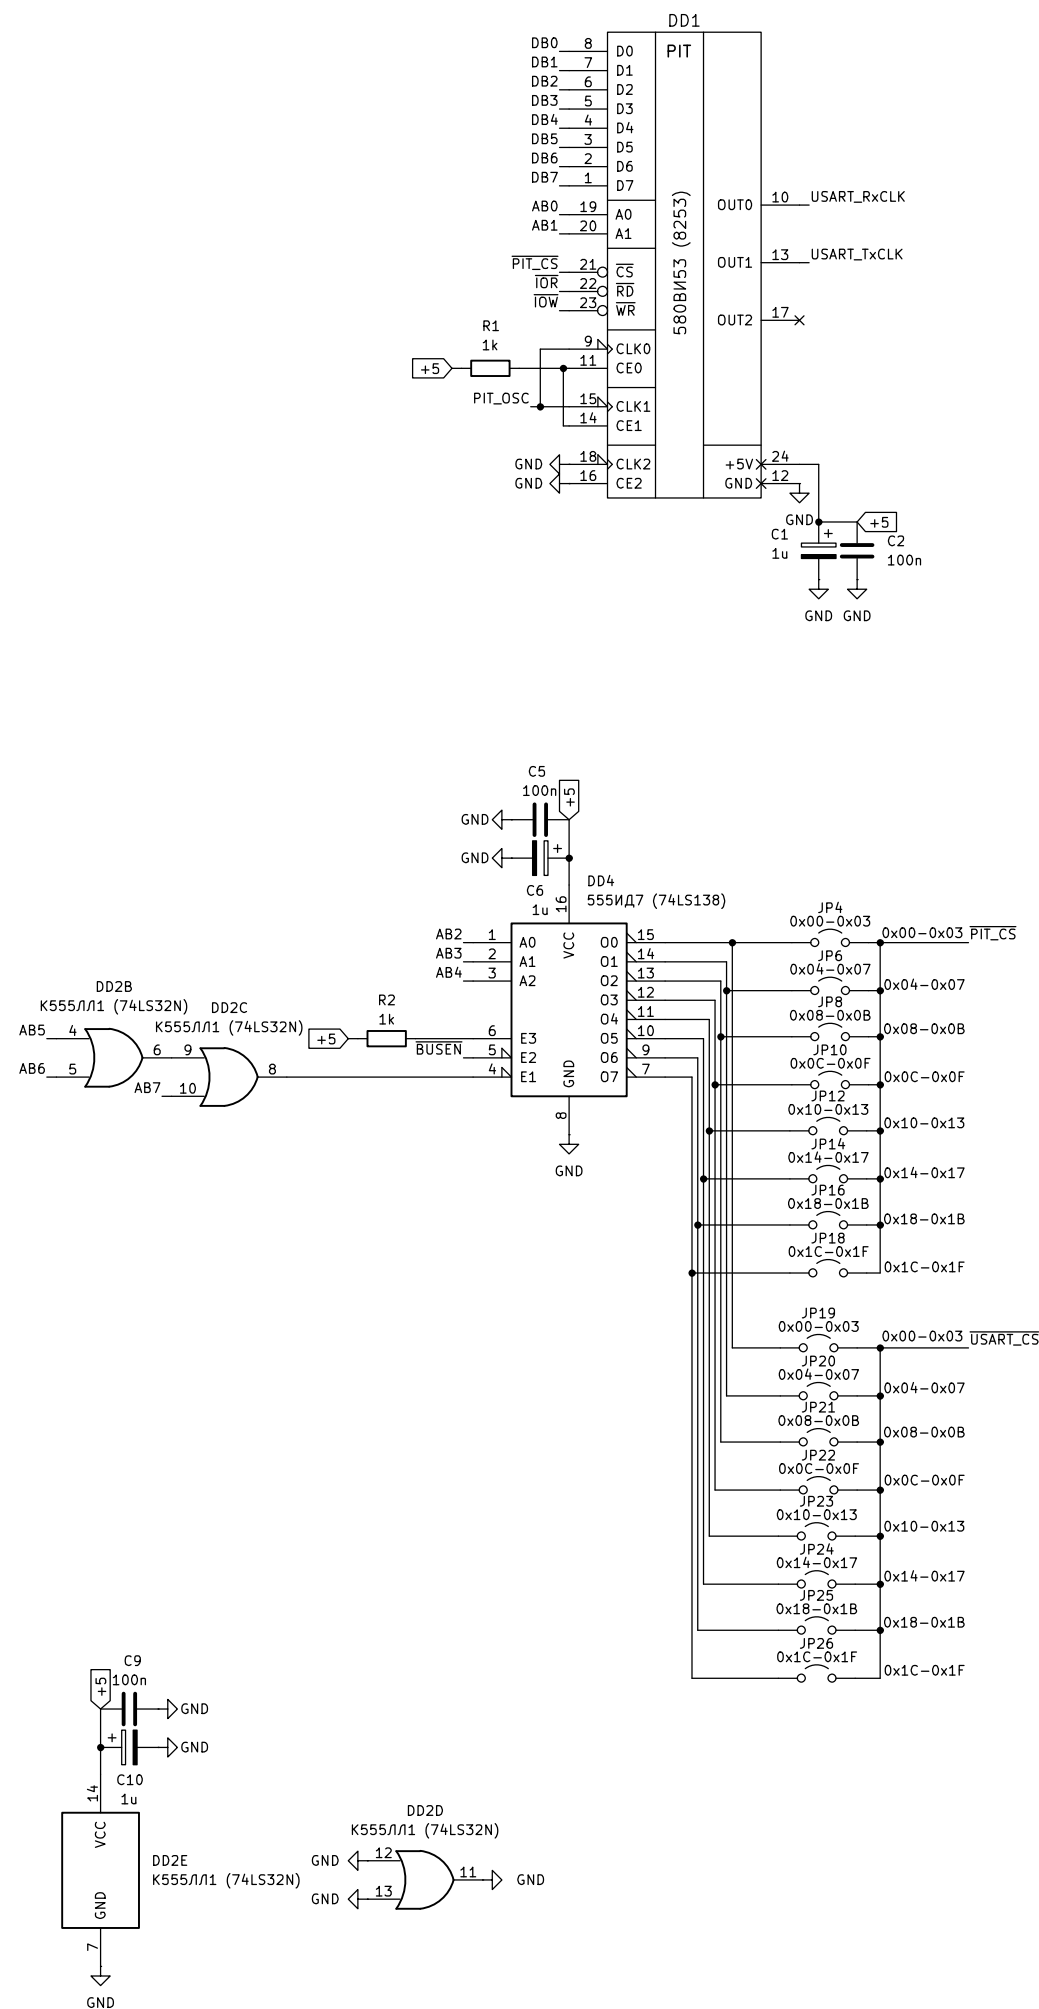 DD1
PIT
580ВИ53 (8253)
DB0 8 D0
DB1 7 D1
DB2 6 D2
DB3 5 D3
DB4 4 D4
DB5 3 D5
DB6 2 D6
DB7 1 D7
AB0 19 A0
AB1 20 A1
OUT0 10 USART_RxCLK
OUT1 13 USART_TxCLK
OUT2 17
PIT_CS 21 CS
IOR 22 RD
IOW 23 WR
R1
1k
+5
9 CLK0
11 CE0
PIT_OSC
15 CLK1
14 CE1
GND 18 CLK2
GND 16 CE2
+5V 24
GND 12
GND
+5
C1
1u
+
C2
100n
GND GND
C5
100n
+5
GND
GND
+
C6
1u
16
DD4
555ИД7 (74LS138)
VCC
GND
AB2 1 A0
AB3 2 A1
AB4 3 A2
6 E3
BUSEN 5 E2
4 E1
O0 15
O1 14
O2 13
O3 12
O4 11
O5 10
O6 9
O7 7
8
GND
R2
1k
+5
DD2B
К555ЛЛ1 (74LS32N)
AB5 4
AB6 5
6
DD2C
К555ЛЛ1 (74LS32N)
9
AB7 10
8
JP4
0x00-0x03
0x00-0x03 PIT_CS
JP6
0x04-0x07
0x04-0x07
JP8
0x08-0x0B
0x08-0x0B
JP10
0x0C-0x0F
0x0C-0x0F
JP12
0x10-0x13
0x10-0x13
JP14
0x14-0x17
0x14-0x17
JP16
0x18-0x1B
0x18-0x1B
JP18
0x1C-0x1F
0x1C-0x1F
JP19
0x00-0x03
0x00-0x03 USART_CS
JP20
0x04-0x07
0x04-0x07
JP21
0x08-0x0B
0x08-0x0B
JP22
0x0C-0x0F
0x0C-0x0F
JP23
0x10-0x13
0x10-0x13
JP24
0x14-0x17
0x14-0x17
JP25
0x18-0x1B
0x18-0x1B
JP26
0x1C-0x1F
0x1C-0x1F
C9
100n
+5
GND
+
GND
C10
1u
14
VCC
GND
DD2E
К555ЛЛ1 (74LS32N)
7
GND
DD2D
К555ЛЛ1 (74LS32N)
GND 12
GND 13
11 GND